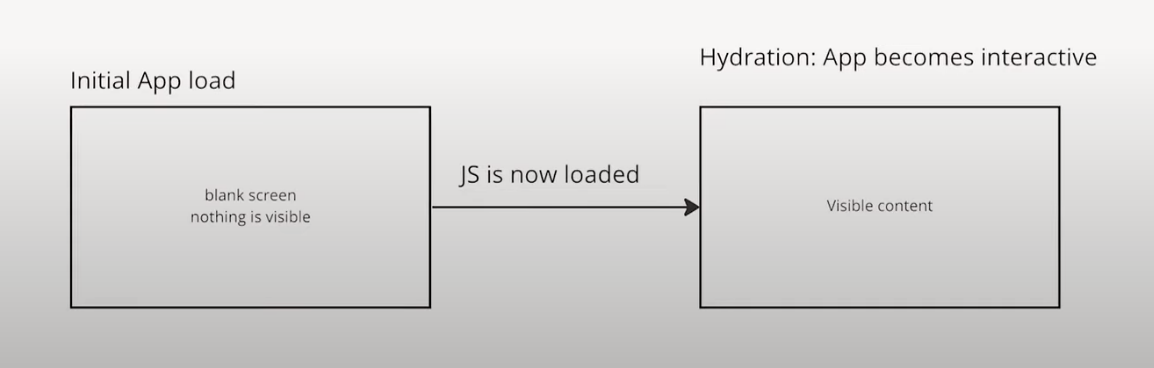 Initial App load
blank screen
nothing is visible
JS is now loaded
Hydration: App becomes interactive
Visible content